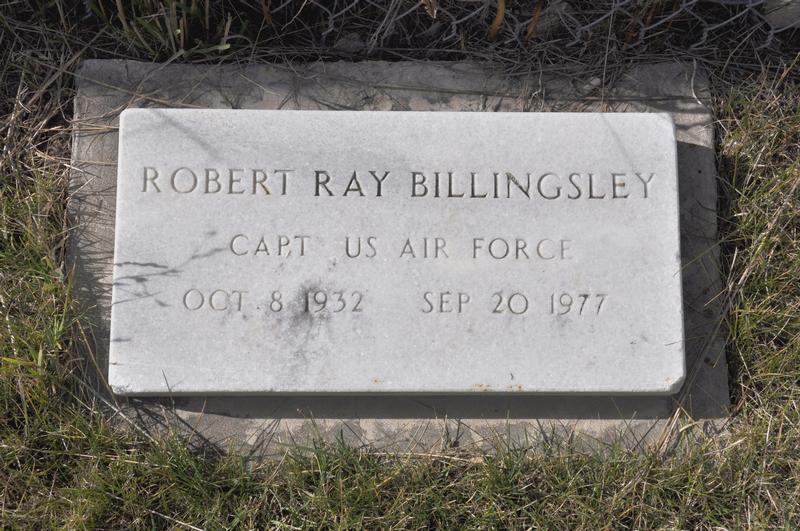 ROBERT RAY BILLINGSLEY
CAPT US AIR FORCE
OCT 8 1932 SEP 20 1977